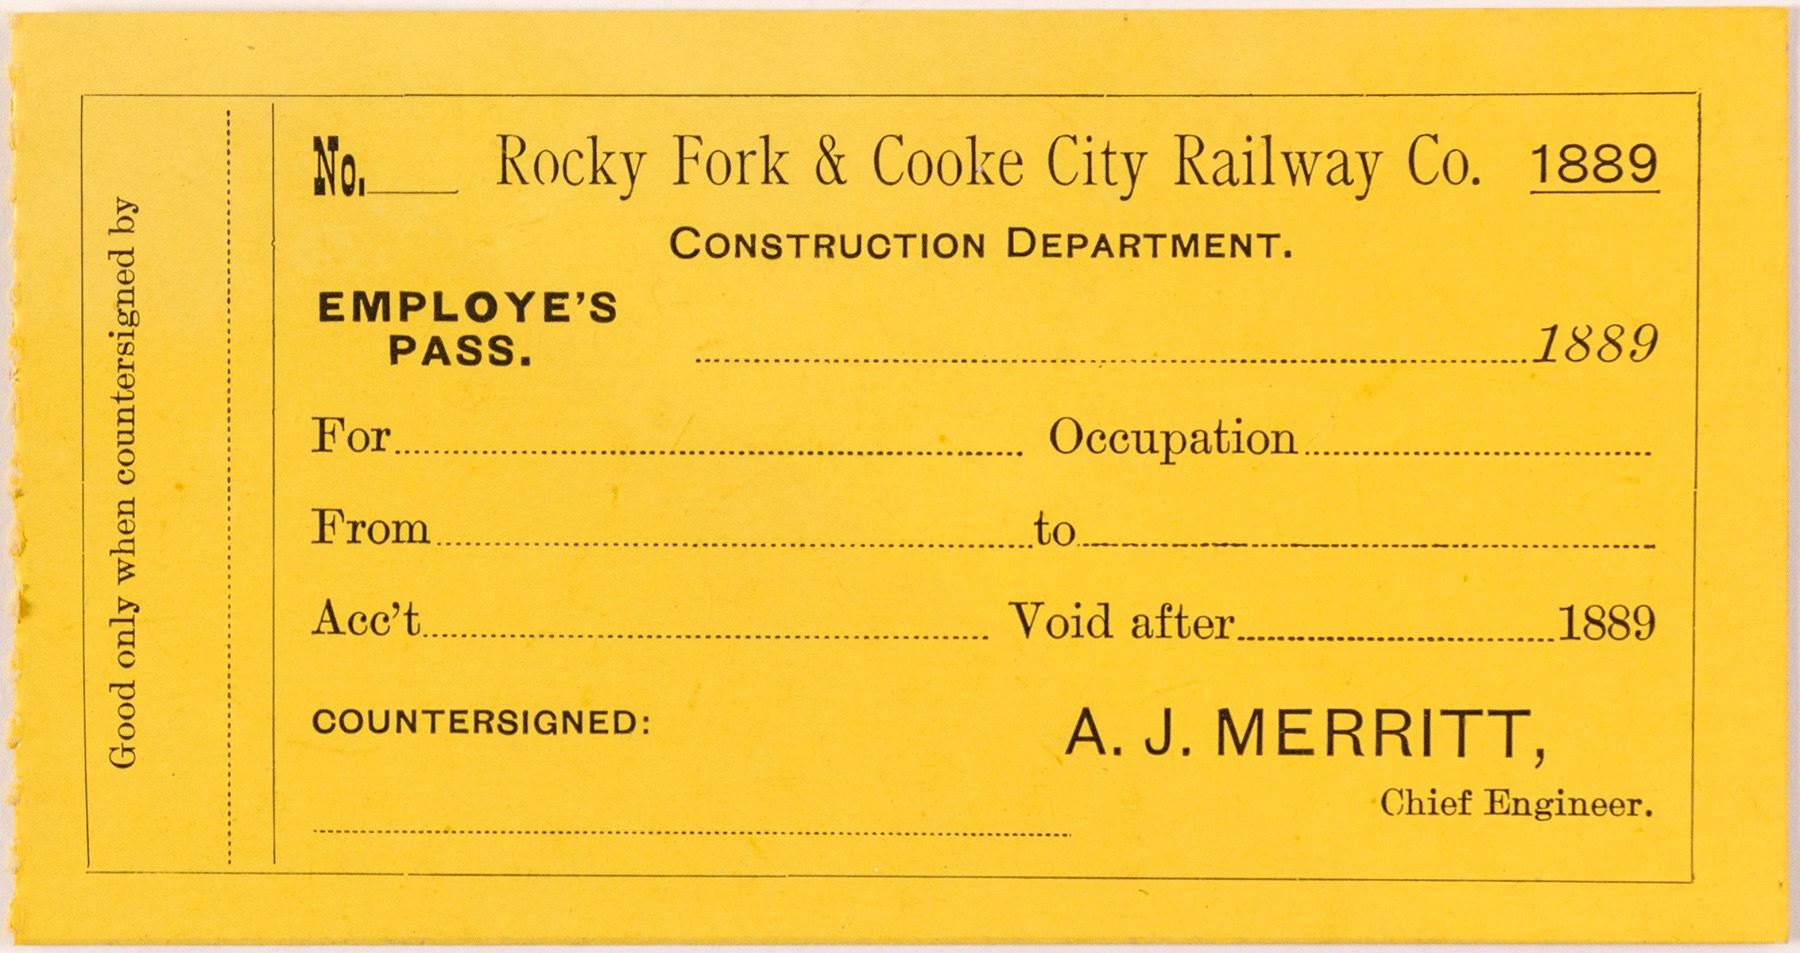 Good only when countersigned by
No. Rocky Fork & Cooke City Railway Co. 1889
CONSTRUCTION DEPARTMENT.
EMPLOYE'S
PASS.
1889
For Occupation
From to
Acc't Void after 1889
COUNTERSIGNED:
A. J. MERRITT,
Chief Engineer.